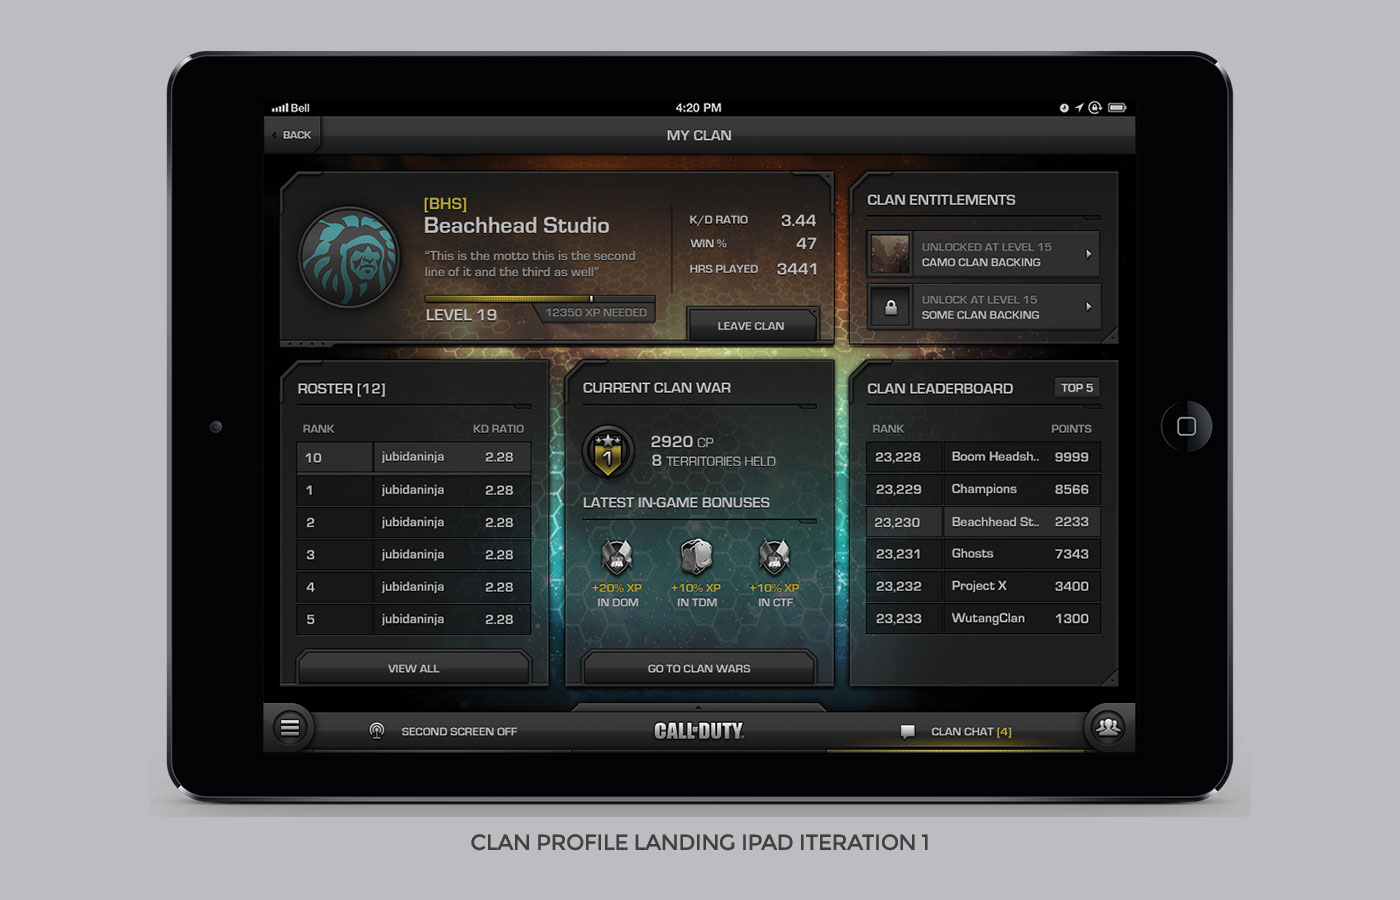 Bell
4:20 PM
BACK
MY CLAN
[BHS]
Beachhead Studio
“This is the motto this is the second
line of it and the third as well”
LEVEL 19
12350 XP NEEDED
K/D RATIO 3.44
WIN % 47
HRS PLAYED 3441
LEAVE CLAN
CLAN ENTITLEMENTS
UNLOCKED AT LEVEL 15
CAMO CLAN BACKING
UNLOCK AT LEVEL 15
SOME CLAN BACKING
ROSTER [12]
RANK KD RATIO
10 jubidaninja 2.28
1 jubidaninja 2.28
2 jubidaninja 2.28
3 jubidaninja 2.28
4 jubidaninja 2.28
5 jubidaninja 2.28
VIEW ALL
CURRENT CLAN WAR
1
2920 CP
8 TERRITORIES HELD
LATEST IN-GAME BONUSES
+20% XP +10% XP +10% XP
IN DOM IN TDM IN CTF
GO TO CLAN WARS
CLAN LEADERBOARD TOP 5
RANK POINTS
23,228 Boom Headsh.. 9999
23,229 Champions 8566
23,230 Beachhead St.. 2233
23,231 Ghosts 7343
23,232 Project X 3400
23,233 WutangClan 1300
SECOND SCREEN OFF
CALL OF DUTY
CLAN CHAT [4]
CLAN PROFILE LANDING IPAD ITERATION 1